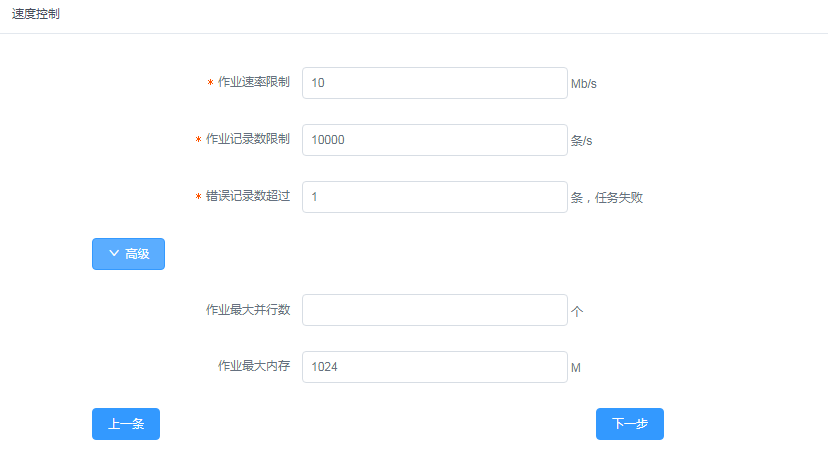 速度控制
* 作业速率限制 10 Mb/s
* 作业记录数限制 10000 条/s
* 错误记录数超过 1 条，任务失败
高级
作业最大并行数 个
作业最大内存 1024 M
上一条 下一步